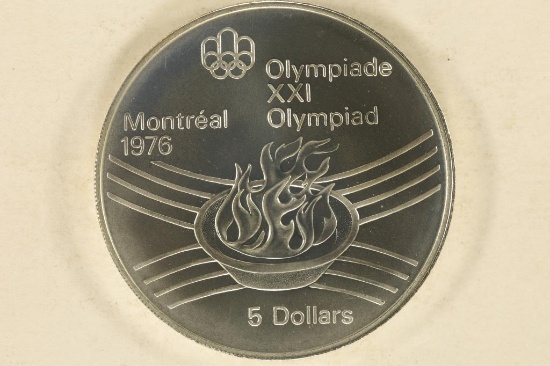 Olympiade
XXI
Olympiad
Montréal
1976
5 Dollars